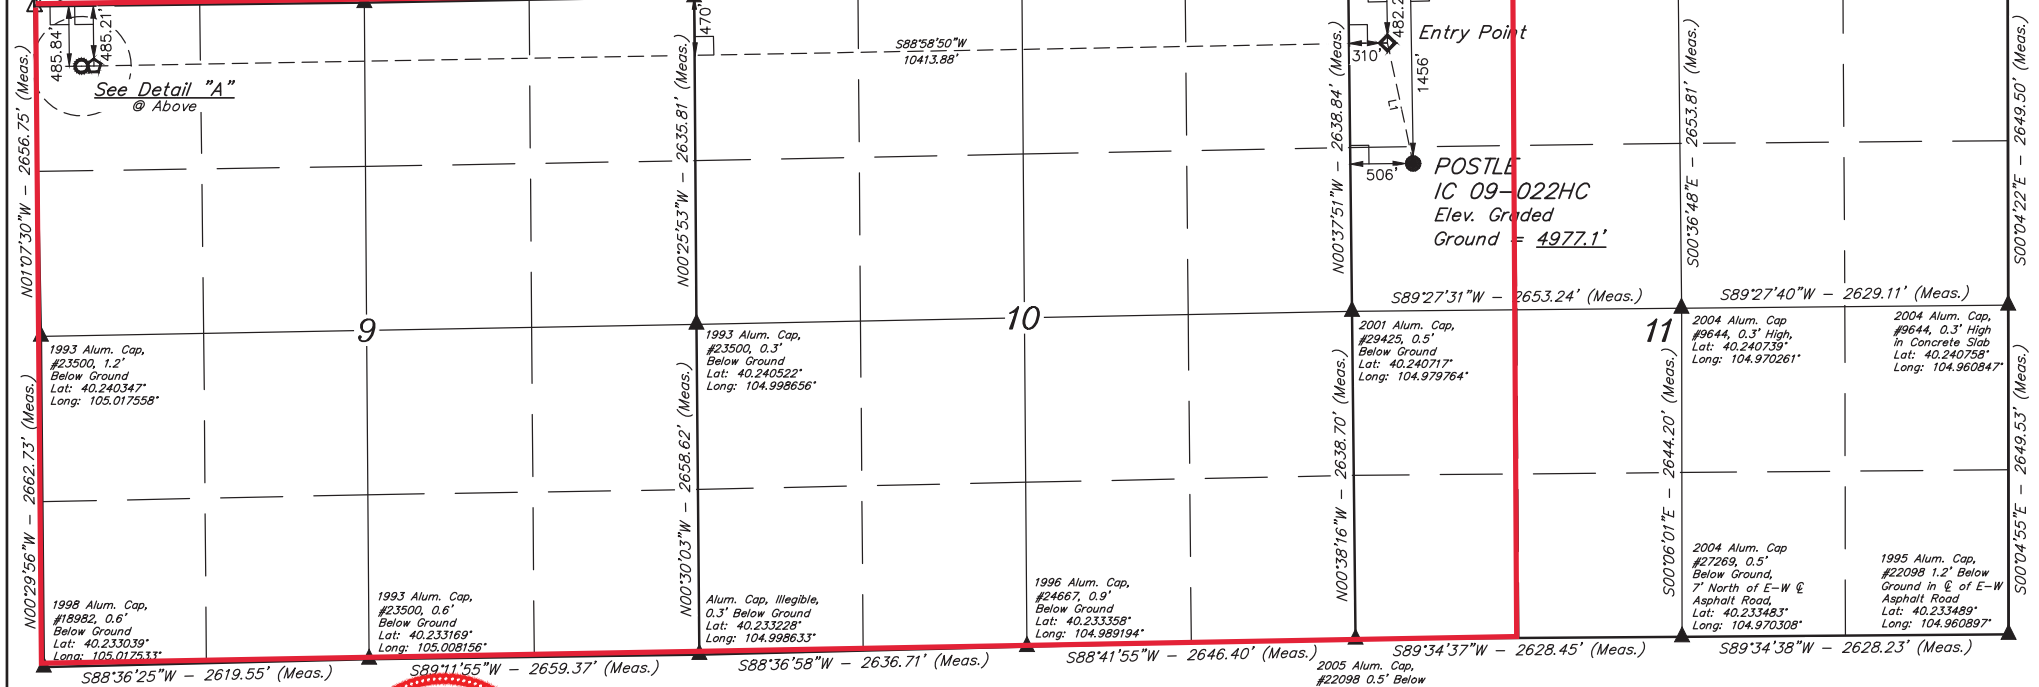 485.84'
485.21'
See Detail "A"
@ Above
470'
S88°58'50"W
10413.88'
310'
Entry Point
1456'
L1
506'
POSTLE
IC 09-022HC
Elev. Graded
Ground = 4977.1'
N01°07'30"W - 2656.75' (Meas.)
N00°25'53"W - 2635.81' (Meas.)
N00°37'51"W - 2638.84' (Meas.)
S00°36'48"E - 2653.81' (Meas.)
S00°04'22"E - 2649.50' (Meas.)
S89°27'31"W - 2653.24' (Meas.)
S89°27'40"W - 2629.11' (Meas.)
9
10
11
1993 Alum. Cap,
#23500, 1.2'
Below Ground
Lat: 40.240347°
Long: 105.017558°
1993 Alum. Cap,
#23500, 0.3'
Below Ground
Lat: 40.240522°
Long: 104.998656°
2001 Alum. Cap,
#29425, 0.5'
Below Ground
Lat: 40.240717°
Long: 104.979764°
2004 Alum. Cap
#9644, 0.3' High,
Lat: 40.240739°
Long: 104.970261°
2004 Alum. Cap,
#9644, 0.3' High
in Concrete Slab
Lat: 40.240758°
Long: 104.960847°
N00°29'56"W - 2662.73' (Meas.)
N00°30'03"W - 2658.62' (Meas.)
N00°38'16"W - 2638.70' (Meas.)
S00°06'01"E - 2644.20' (Meas.)
S00°04'55"E - 2649.53' (Meas.)
1998 Alum. Cap,
#18982, 0.6'
Below Ground
Lat: 40.233039°
Long: 105.017533°
1993 Alum. Cap,
#23500, 0.6'
Below Ground
Lat: 40.233169°
Long: 105.008156°
Alum. Cap, Illegible,
0.3' Below Ground
Lat: 40.233228°
Long: 104.998633°
1996 Alum. Cap,
#24667, 0.9'
Below Ground
Lat: 40.233358°
Long: 104.989194°
2004 Alum. Cap
#27269, 0.5'
Below Ground,
7' North of E-W ℄
Asphalt Road,
Lat: 40.233483°
Long: 104.970308°
1995 Alum. Cap,
#22098 1.2' Below
Ground in ℄ of E-W
Asphalt Road
Lat: 40.233489°
Long: 104.960897°
S88°36'25"W - 2619.55' (Meas.)
S89°11'55"W - 2659.37' (Meas.)
S88°36'58"W - 2636.71' (Meas.)
S88°41'55"W - 2646.40' (Meas.)
S89°34'37"W - 2628.45' (Meas.)
S89°34'38"W - 2628.23' (Meas.)
2005 Alum. Cap,
#22098 0.5' Below